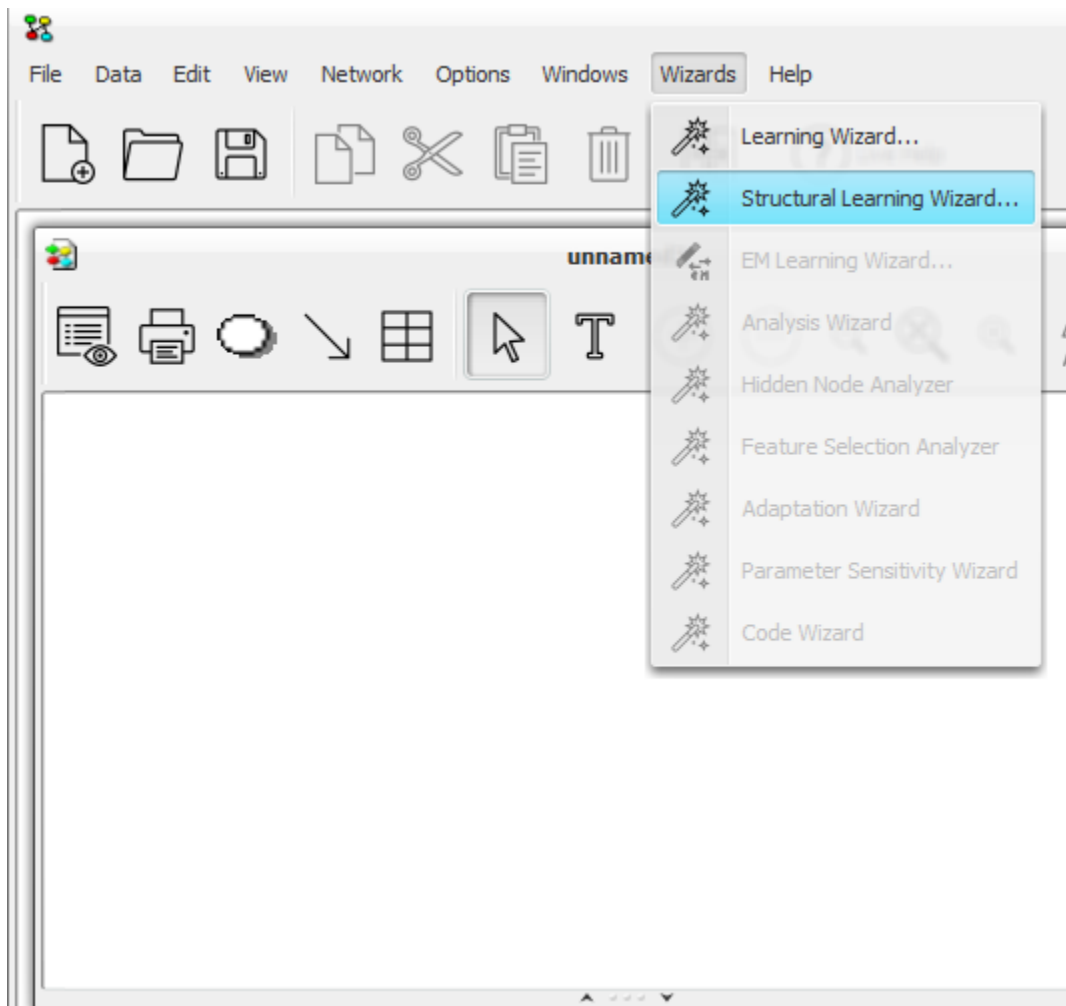 File Data Edit View Network Options Windows Wizards Help
Learning Wizard...
Structural Learning Wizard...
EM Learning Wizard...
Analysis Wizard
Hidden Node Analyzer
Feature Selection Analyzer
Adaptation Wizard
Parameter Sensitivity Wizard
Code Wizard
T